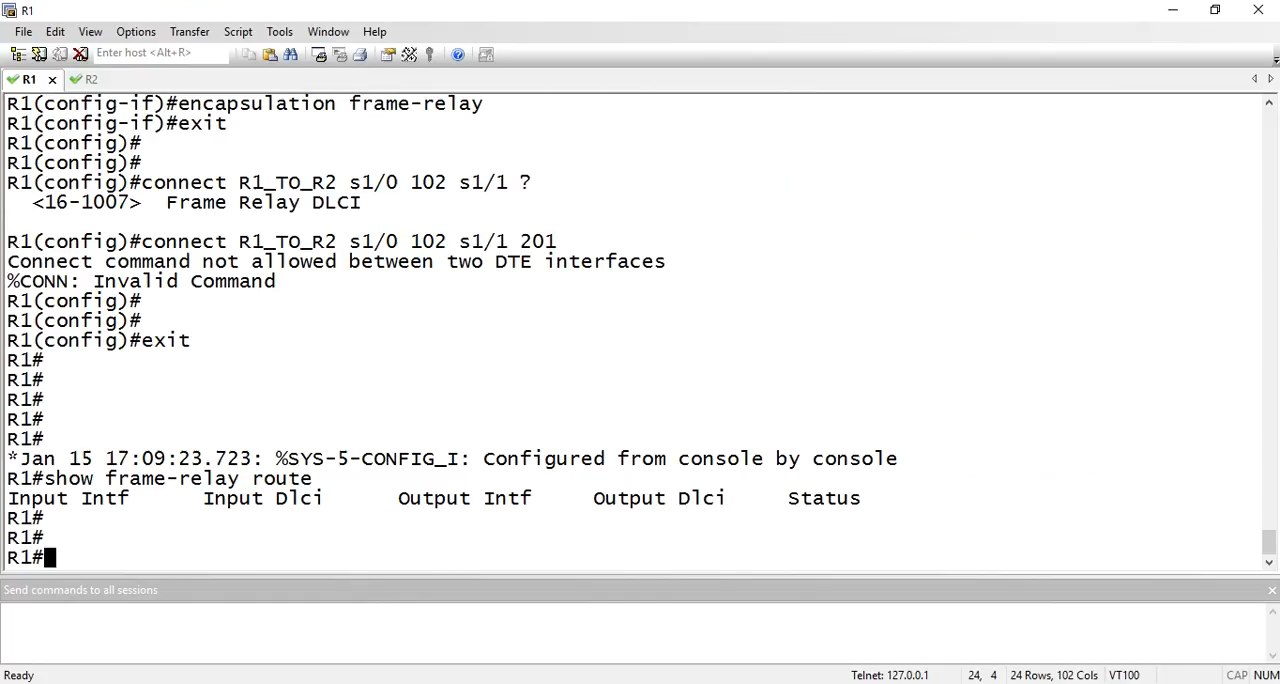 R1
File Edit View Options Transfer Script Tools Window Help
Enter host <Alt+R>
R1 R2
R1(config-if)#encapsulation frame-relay
R1(config-if)#exit
R1(config)#
R1(config)#
R1(config)#connect R1_TO_R2 s1/0 102 s1/1 ?
<16-1007> Frame Relay DLCI
R1(config)#connect R1_TO_R2 s1/0 102 s1/1 201
Connect command not allowed between two DTE interfaces
%CONN: Invalid Command
R1(config)#
R1(config)#
R1(config)#exit
R1#
R1#
R1#
R1#
R1#
*Jan 15 17:09:23.723: %SYS-5-CONFIG_I: Configured from console by console
R1#show frame-relay route
Input Intf Input Dlci Output Intf Output Dlci Status
R1#
R1#
R1#
Send commands to all sessions
Ready Telnet: 127.0.0.1 24, 4 24 Rows, 102 Cols VT100 CAP NUM